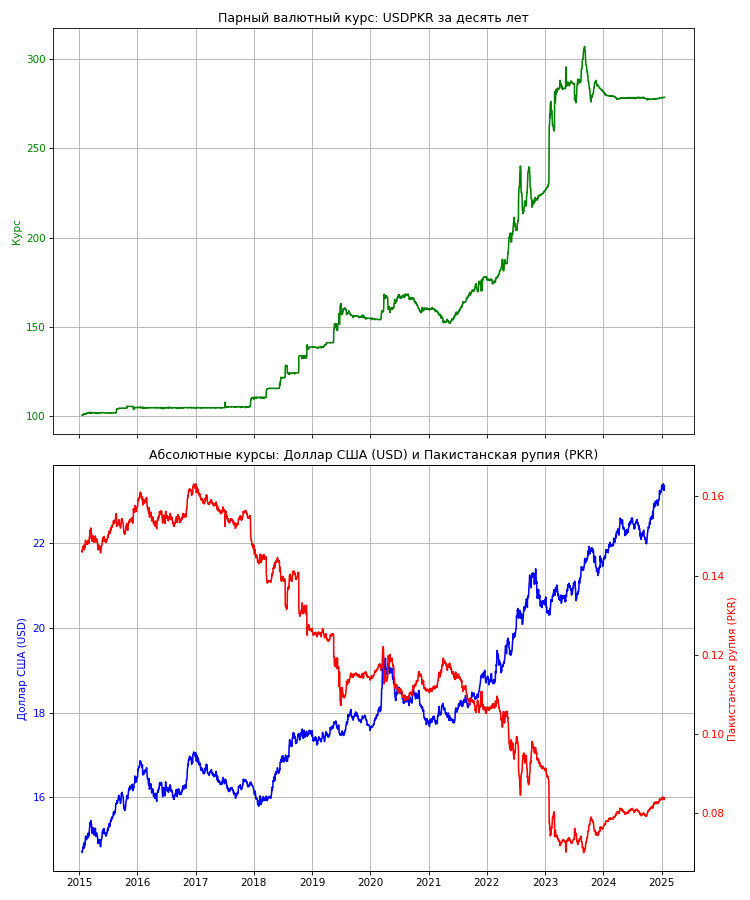 Парный валютный курс: USDPKR за десять лет
300
250
200
150
100
Курс
Абсолютные курсы: Доллар США (USD) и Пакистанская рупия (PKR)
22
20
18
16
Доллар США (USD)
0.16
0.14
0.12
0.10
0.08
Пакистанская рупия (PKR)
2015 2016 2017 2018 2019 2020 2021 2022 2023 2024 2025